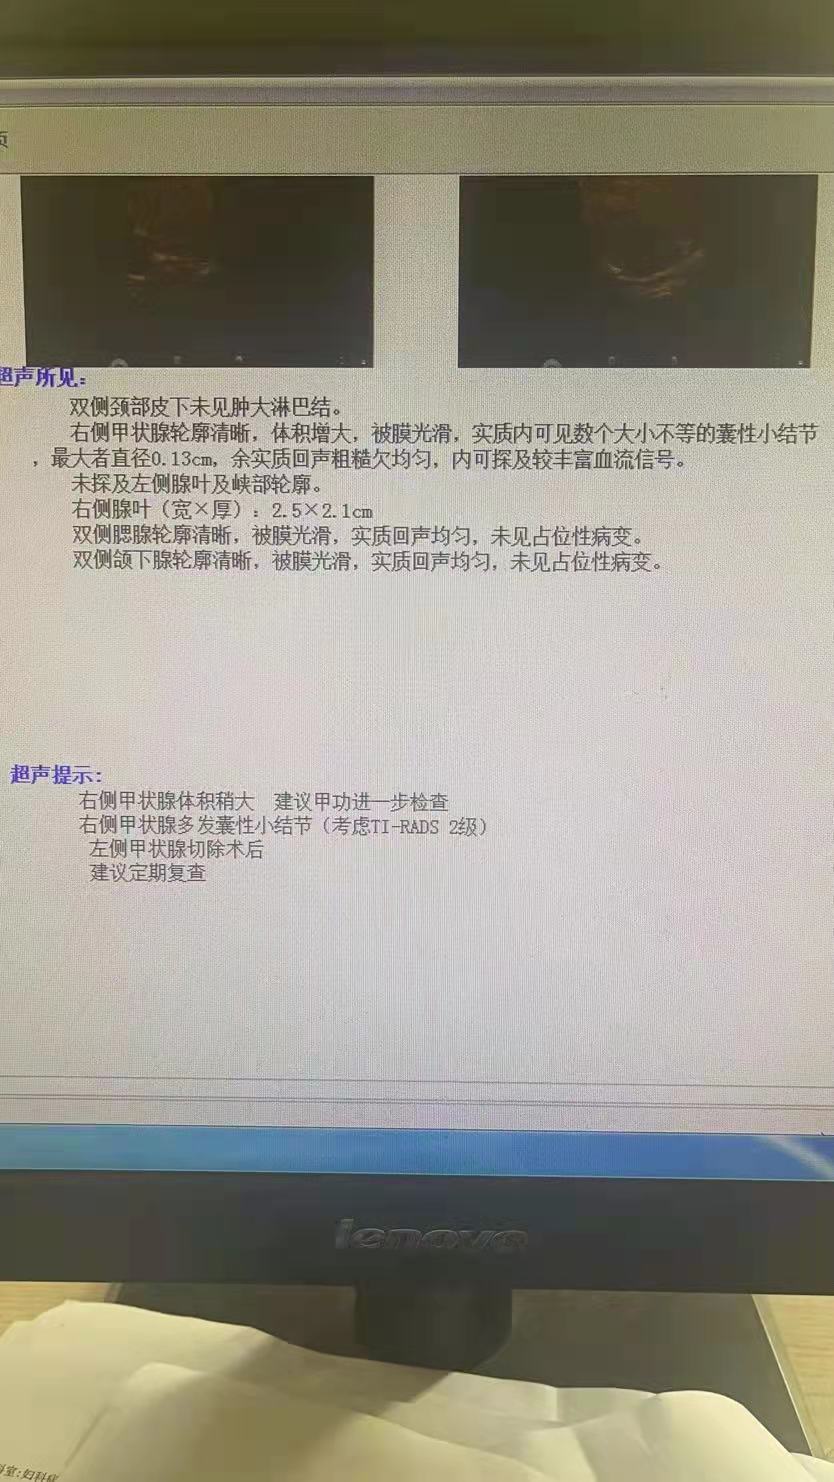 页
超声所见：
双侧颈部皮下未见肿大淋巴结。
右侧甲状腺轮廓清晰，体积增大，被膜光滑，实质内可见数个大小不等的囊性小结节
，最大者直径0.13cm，余实质回声粗糙欠均匀，内可探及较丰富血流信号。
未探及左侧腺叶及峡部轮廓。
右侧腺叶（宽×厚）：2.5×2.1cm
双侧腮腺轮廓清晰，被膜光滑，实质回声均匀，未见占位性病变。
双侧颌下腺轮廓清晰，被膜光滑，实质回声均匀，未见占位性病变。
超声提示：
右侧甲状腺体积稍大 建议甲功进一步检查
右侧甲状腺多发囊性小结节（考虑TI-RADS 2级）
左侧甲状腺切除术后
建议定期复查
lenovo
科室:妇科病